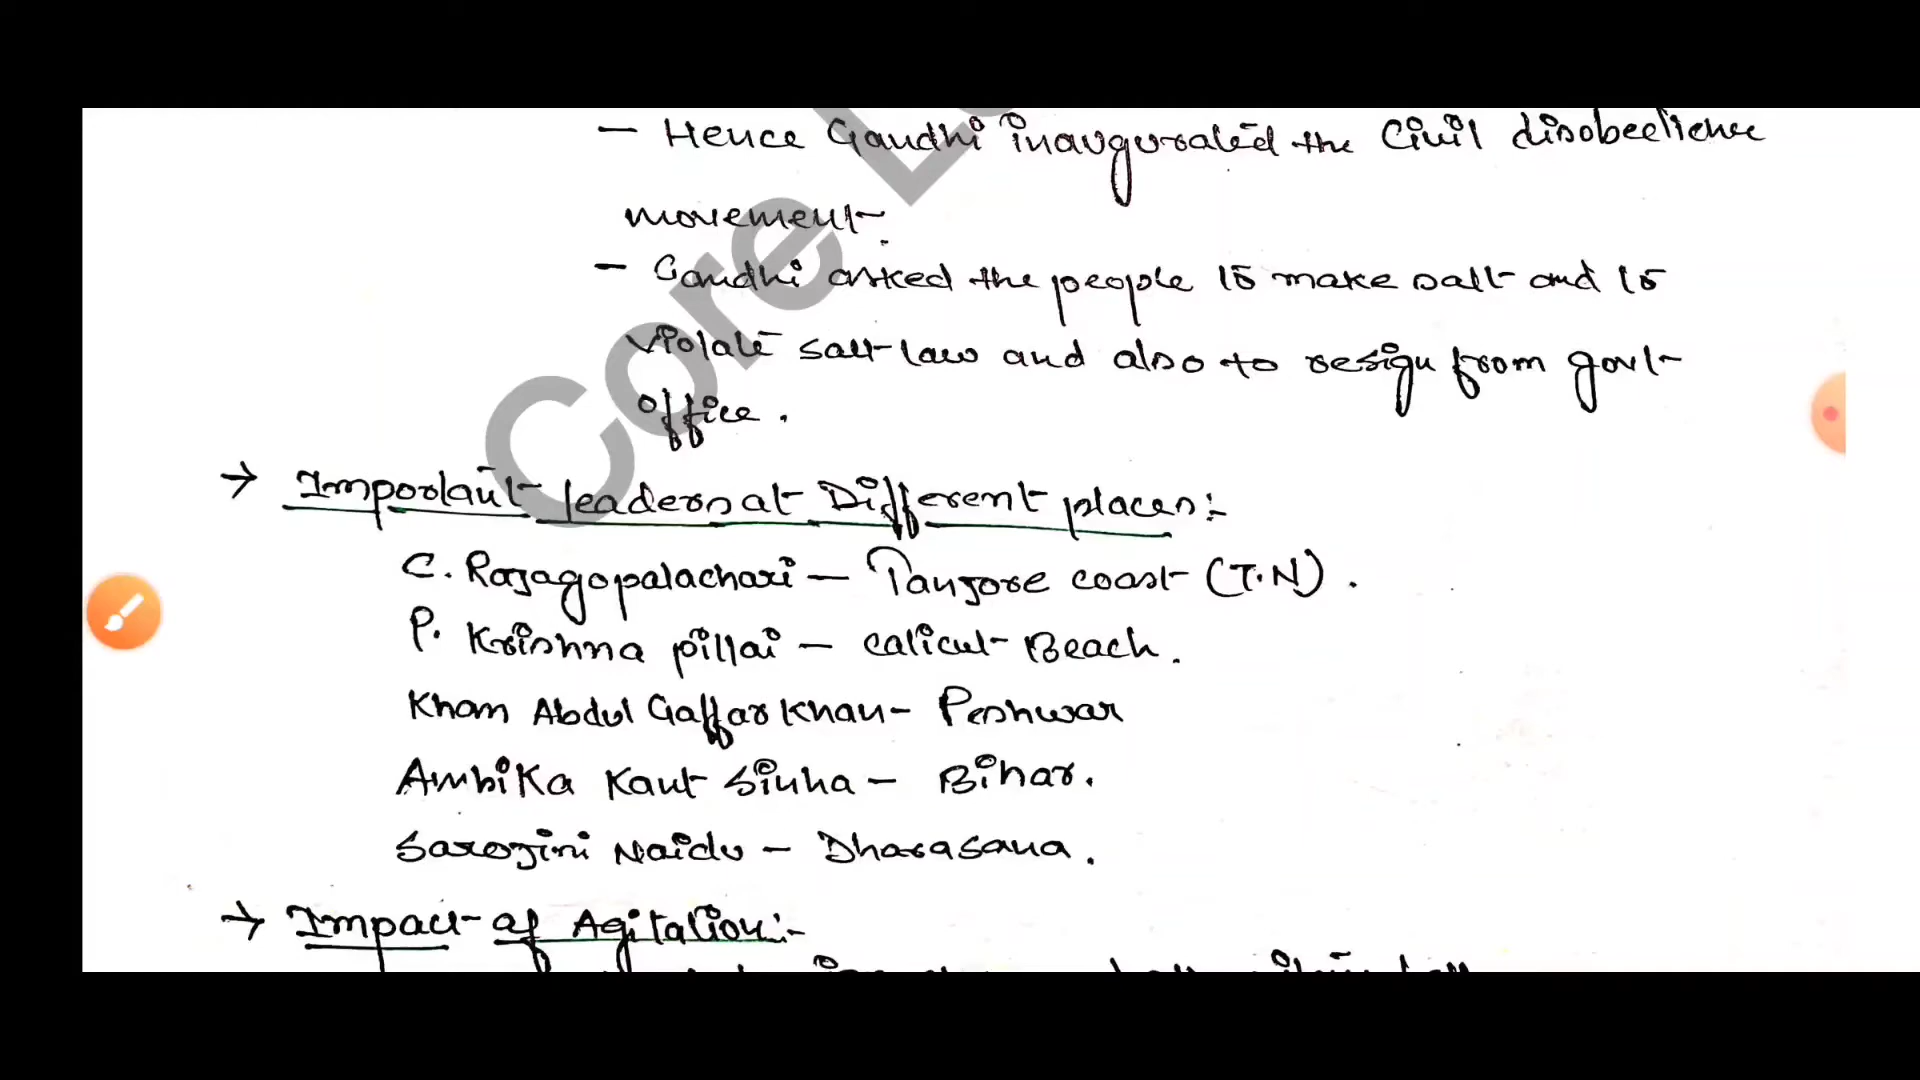 - Hence Gandhi inaugurated the Civil disobedience
movement.
- Gandhi asked the people to make salt and to
violate salt law and also to resign from govt
office.
→ Important leaders at Different places:-
C. Rajagopalachari - Tanjore coast (T.N).
P. Krishna pillai - calicut Beach.
Khan Abdul Gaffar Khan - Peshwar
Ambika Kant Sinha - Bihar.
Sarojini Naidu - Dharasana.
→ Impact of Agitation:-
Core